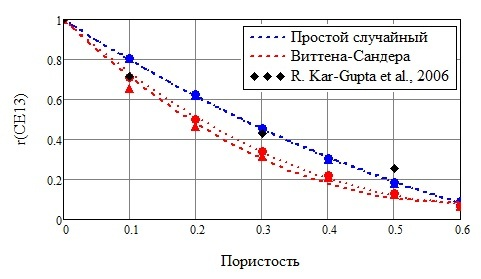 1
0.8
0.6
0.4
0.2
0
r(CE13)
Простой случайный
Виттена-Сандера
R. Kar-Gupta et al., 2006
0 0.1 0.2 0.3 0.4 0.5 0.6
Пористость